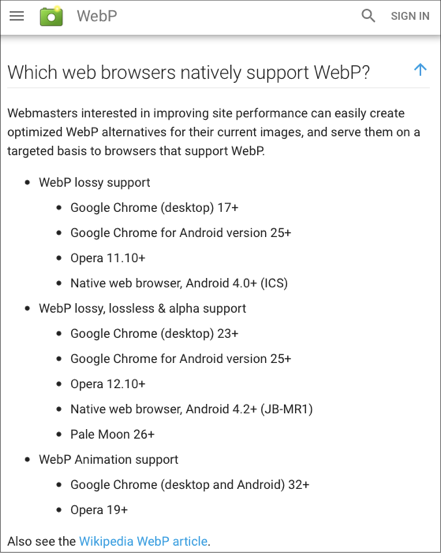 WebP
SIGN IN
Which web browsers natively support WebP?
Webmasters interested in improving site performance can easily create
optimized WebP alternatives for their current images, and serve them on a
targeted basis to browsers that support WebP.
WebP lossy support
Google Chrome (desktop) 17+
Google Chrome for Android version 25+
Opera 11.10+
Native web browser, Android 4.0+ (ICS)
WebP lossy, lossless & alpha support
Google Chrome (desktop) 23+
Google Chrome for Android version 25+
Opera 12.10+
Native web browser, Android 4.2+ (JB-MR1)
Pale Moon 26+
WebP Animation support
Google Chrome (desktop and Android) 32+
Opera 19+
Also see the Wikipedia WebP article.